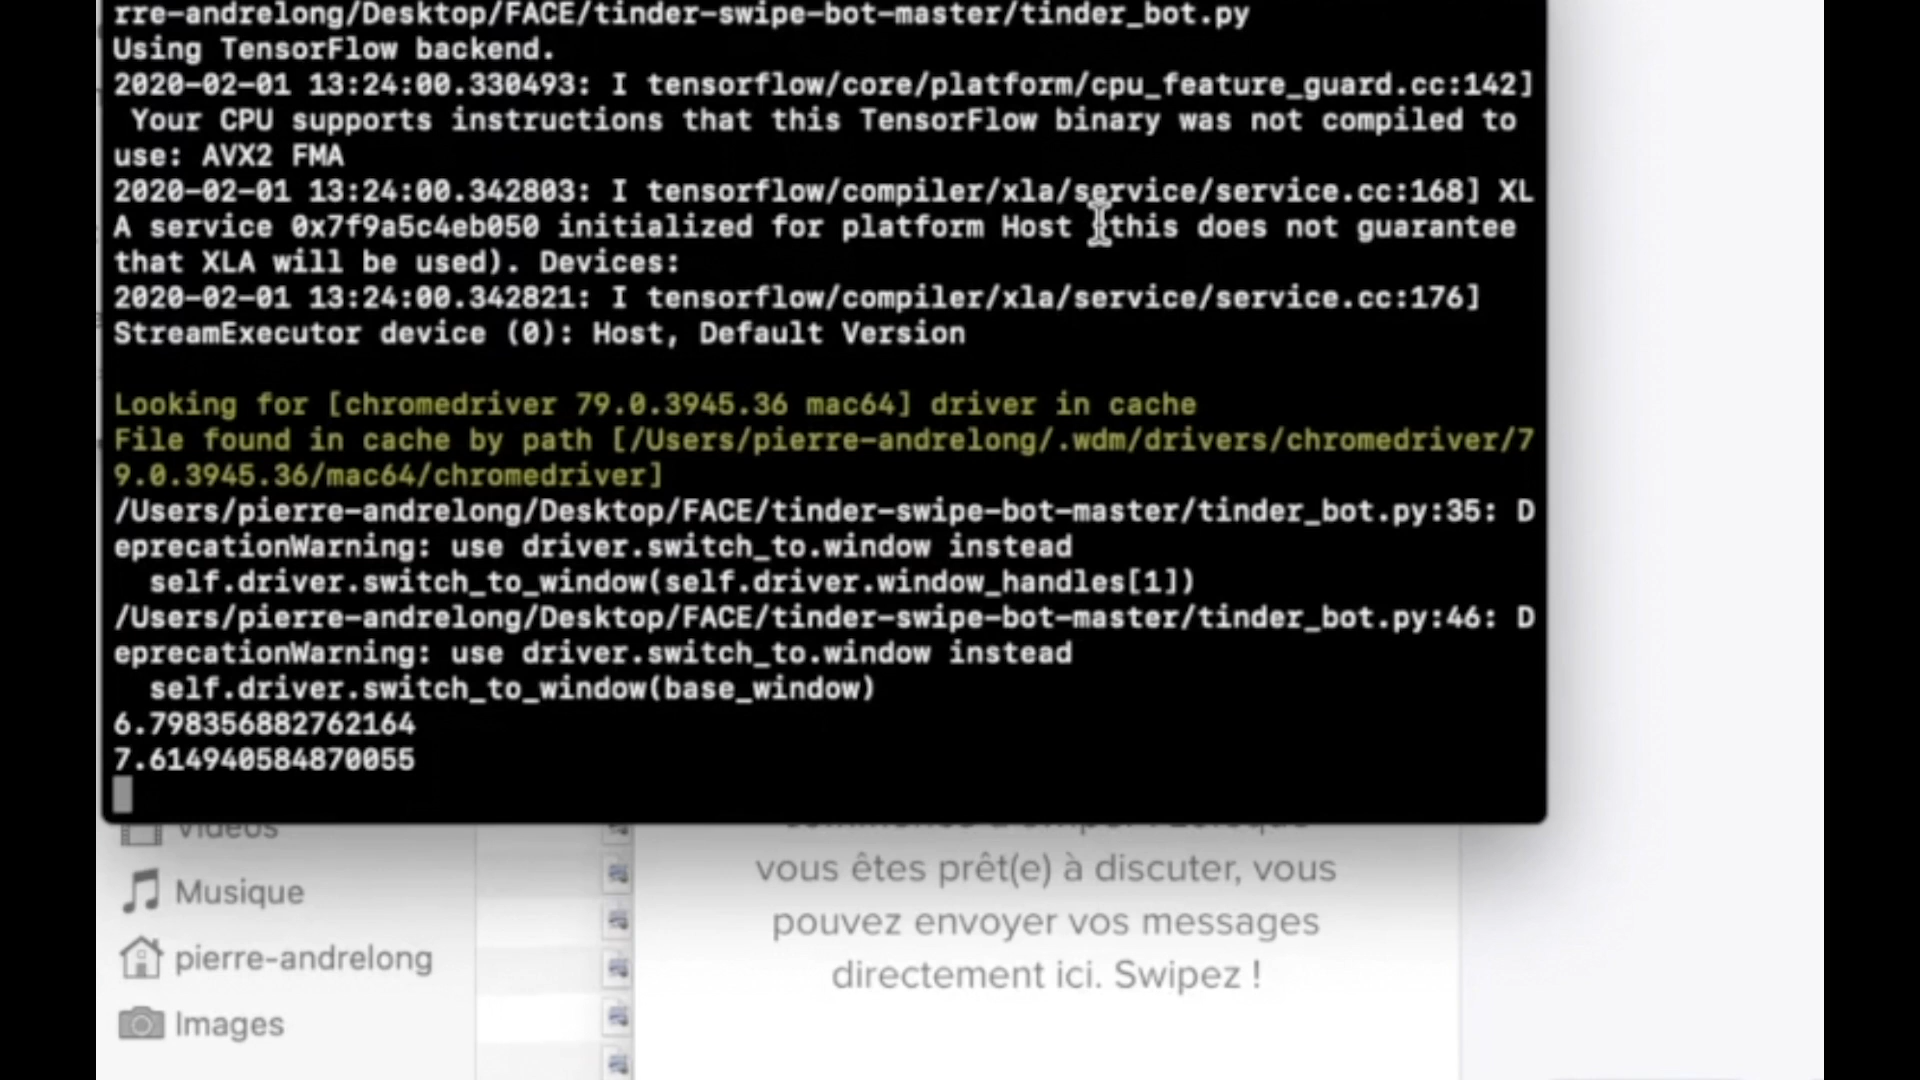 rre-andrelong/Desktop/FACE/tinder-swipe-bot-master/tinder_bot.py
Using TensorFlow backend.
2020-02-01 13:24:00.330493: I tensorflow/core/platform/cpu_feature_guard.cc:142]
Your CPU supports instructions that this TensorFlow binary was not compiled to
use: AVX2 FMA
2020-02-01 13:24:00.342803: I tensorflow/compiler/xla/service/service.cc:168] XL
A service 0x7f9a5c4eb050 initialized for platform Host (this does not guarantee
that XLA will be used). Devices:
2020-02-01 13:24:00.342821: I tensorflow/compiler/xla/service/service.cc:176]
StreamExecutor device (0): Host, Default Version
Looking for [chromedriver 79.0.3945.36 mac64] driver in cache
File found in cache by path [/Users/pierre-andrelong/.wdm/drivers/chromedriver/7
9.0.3945.36/mac64/chromedriver]
/Users/pierre-andrelong/Desktop/FACE/tinder-swipe-bot-master/tinder_bot.py:35: D
eprecationWarning: use driver.switch_to.window instead
self.driver.switch_to_window(self.driver.window_handles[1])
/Users/pierre-andrelong/Desktop/FACE/tinder-swipe-bot-master/tinder_bot.py:46: D
eprecationWarning: use driver.switch_to.window instead
self.driver.switch_to_window(base_window)
6.798356882762164
7.614940584870055
Vidéos
Musique
pierre-andrelong
Images
vous êtes prêt(e) à discuter, vous
pouvez envoyer vos messages
directement ici. Swipez !